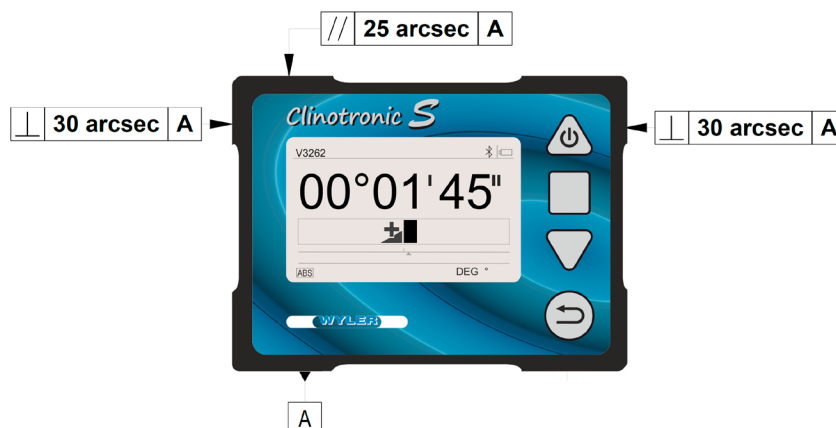 // 25 arcsec A
⊥ 30 arcsec A
⊥ 30 arcsec A
Clinotronic S
V3262
00°01'45"
ABS
DEG °
WYLER
A